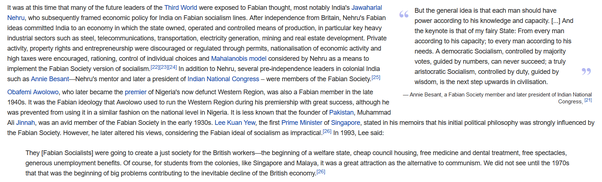 It was at this time that many of the future leaders of the Third World were exposed to Fabian thought, most notably India's Jawaharlal
Nehru, who subsequently framed economic policy for India on Fabian socialism lines. After independence from Britain, Nehru's Fabian
ideas committed India to an economy in which the state owned, operated and controlled means of production, in particular key heavy
industrial sectors such as steel, telecommunications, transportation, electricity generation, mining and real estate development. Private
activity, property rights and entrepreneurship were discouraged or regulated through permits, nationalisation of economic activity and
high taxes were encouraged, rationing, control of individual choices and Mahalanobis model considered by Nehru as a means to
implement the Fabian Society version of socialism.[22][23][24] In addition to Nehru, several pre-independence leaders in colonial India
such as Annie Besant—Nehru's mentor and later a president of Indian National Congress – were members of the Fabian Society.[25]
Obafemi Awolowo, who later became the premier of Nigeria's now defunct Western Region, was also a Fabian member in the late
1940s. It was the Fabian ideology that Awolowo used to run the Western Region during his premiership with great success, although he
was prevented from using it in a similar fashion on the national level in Nigeria. It is less known that the founder of Pakistan, Muhammad
Ali Jinnah, was an avid member of the Fabian Society in the early 1930s. Lee Kuan Yew, the first Prime Minister of Singapore, stated in his memoirs that his initial political philosophy was strongly influenced by
the Fabian Society. However, he later altered his views, considering the Fabian ideal of socialism as impractical.[26] In 1993, Lee said:
They [Fabian Socialists] were going to create a just society for the British workers—the beginning of a welfare state, cheap council housing, free medicine and dental treatment, free spectacles,
generous unemployment benefits. Of course, for students from the colonies, like Singapore and Malaya, it was a great attraction as the alternative to communism. We did not see until the 1970s
that that was the beginning of big problems contributing to the inevitable decline of the British economy.[26]
“ But the general idea is that each man should have
power according to his knowledge and capacity. [...] And
the keynote is that of my fairy State: From every man
according to his capacity; to every man according to his
needs. A democratic Socialism, controlled by majority
votes, guided by numbers, can never succeed; a truly
aristocratic Socialism, controlled by duty, guided by
wisdom, is the next step upwards in civilisation. ”
— Annie Besant, a Fabian Society member and later president of Indian National
Congress, [21]